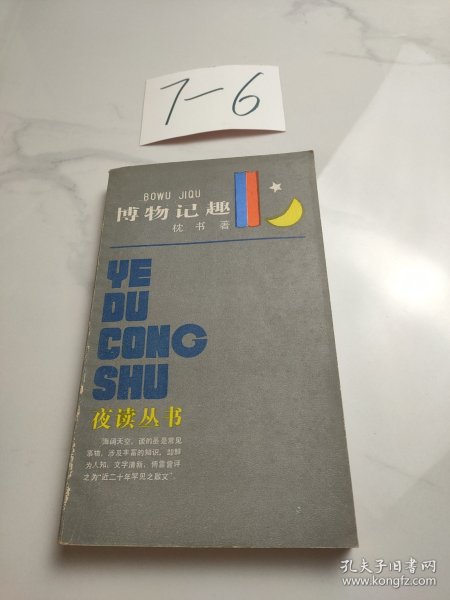 7-6
BOWU JIQU
博物记趣
枕书著
YE
DU
CONG
SHU
夜读丛书
海阔天空,谈的虽是常见
事物,涉及丰富的知识,却鲜
为人知。文字清新,傅雷曾评
之为“近二十年罕见之散文”
孔夫子旧书网
www.kongfz.com